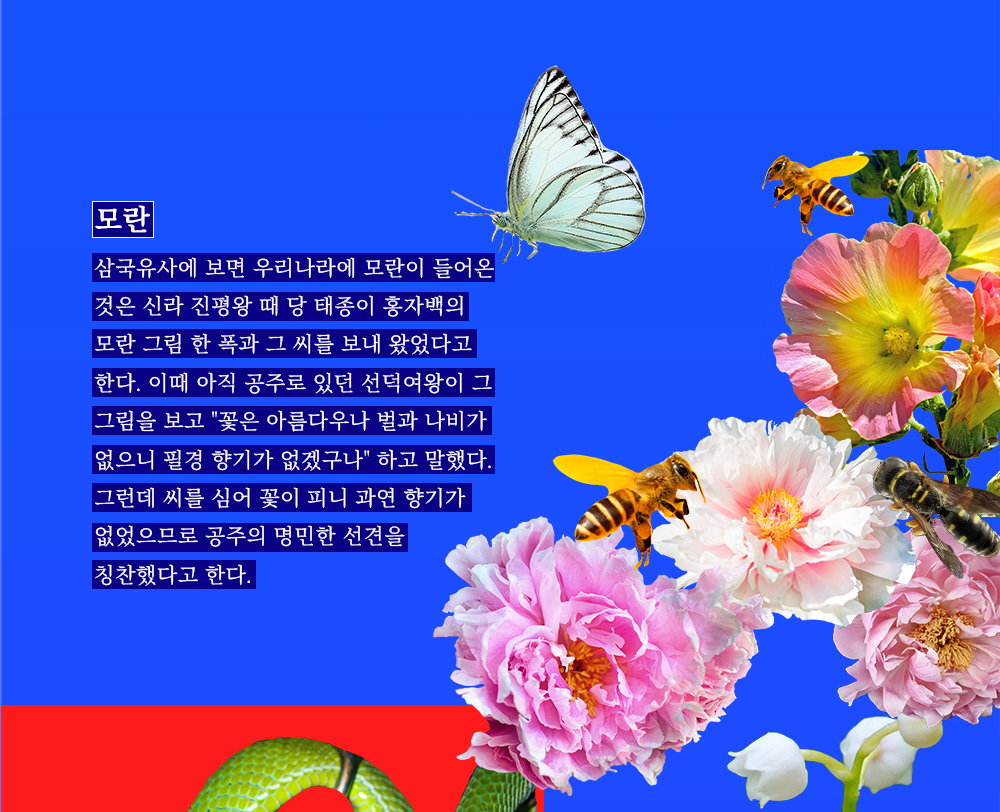 모란
삼국유사에 보면 우리나라에 모란이 들어온
것은 신라 진평왕 때 당 태종이 홍자백의
모란 그림 한 폭과 그 씨를 보내 왔었다고
한다. 이때 아직 공주로 있던 선덕여왕이 그
그림을 보고 "꽃은 아름다우나 벌과 나비가
없으니 필경 향기가 없겠구나" 하고 말했다.
그런데 씨를 심어 꽃이 피니 과연 향기가
없었으므로 공주의 명민한 선견을
칭찬했다고 한다.